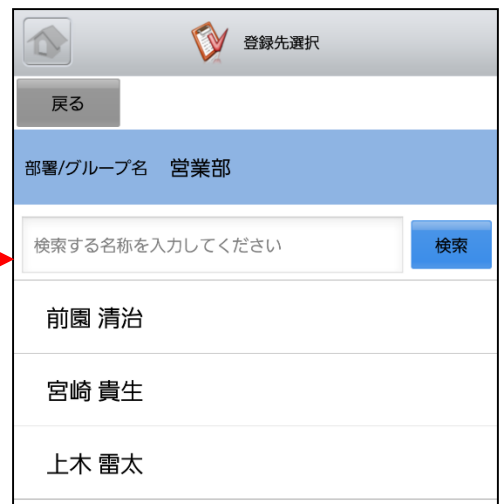 登録先選択
戻る
部署/グループ名 営業部
検索する名称を入力してください 検索
前園 清治
宮崎 貴生
上木 雷太